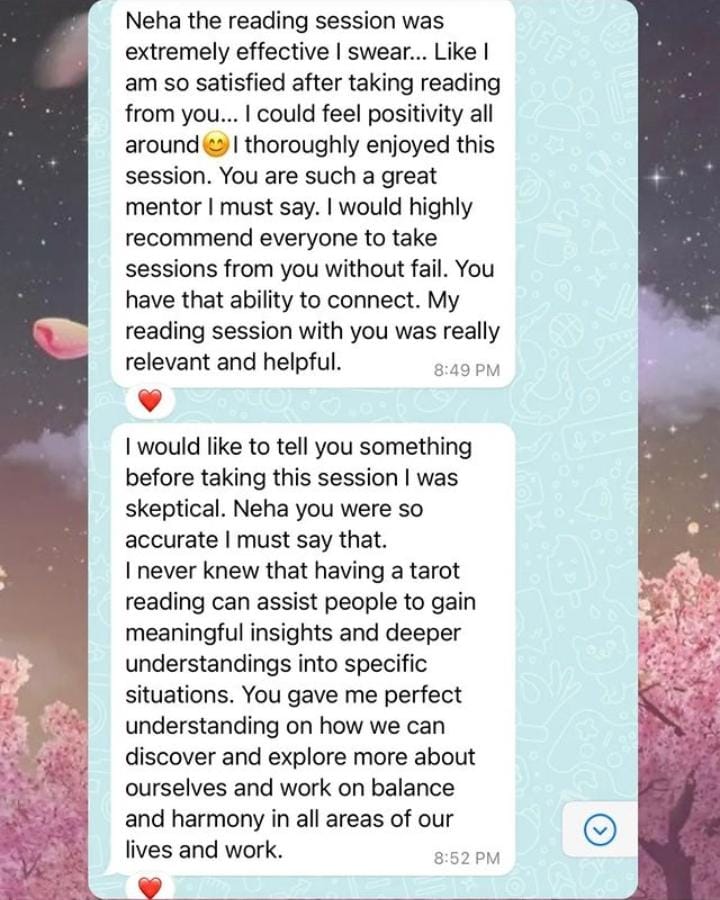 Neha the reading session was
extremely effective I swear... Like I
am so satisfied after taking reading
from you... I could feel positivity all
around😊I thoroughly enjoyed this
session. You are such a great
mentor I must say. I would highly
recommend everyone to take
sessions from you without fail. You
have that ability to connect. My
reading session with you was really
relevant and helpful.
8:49 PM
❤️
I would like to tell you something
before taking this session I was
skeptical. Neha you were so
accurate I must say that.
I never knew that having a tarot
reading can assist people to gain
meaningful insights and deeper
understandings into specific
situations. You gave me perfect
understanding on how we can
discover and explore more about
ourselves and work on balance
and harmony in all areas of our
lives and work.
8:52 PM
❤️